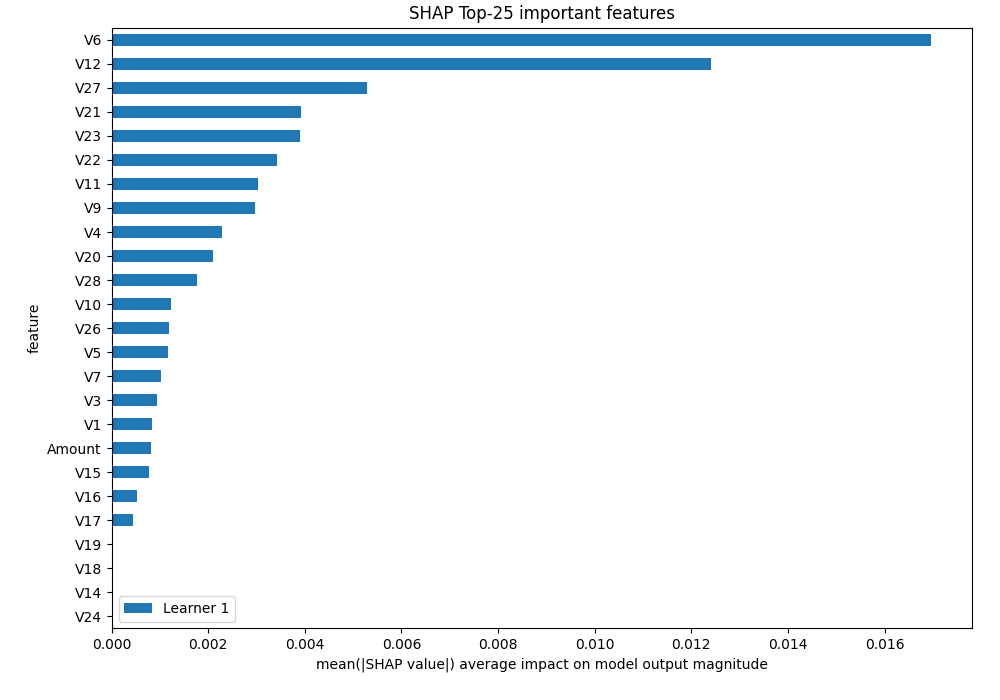 SHAP Top-25 important features
V6
V12
V27
V21
V23
V22
V11
V9
V4
V20
V28
V10
V26
V5
V7
V3
V1
Amount
V15
V16
V17
V19
V18
V14
V24
feature
Learner 1
0.000 0.002 0.004 0.006 0.008 0.010 0.012 0.014 0.016
mean(|SHAP value|) average impact on model output magnitude